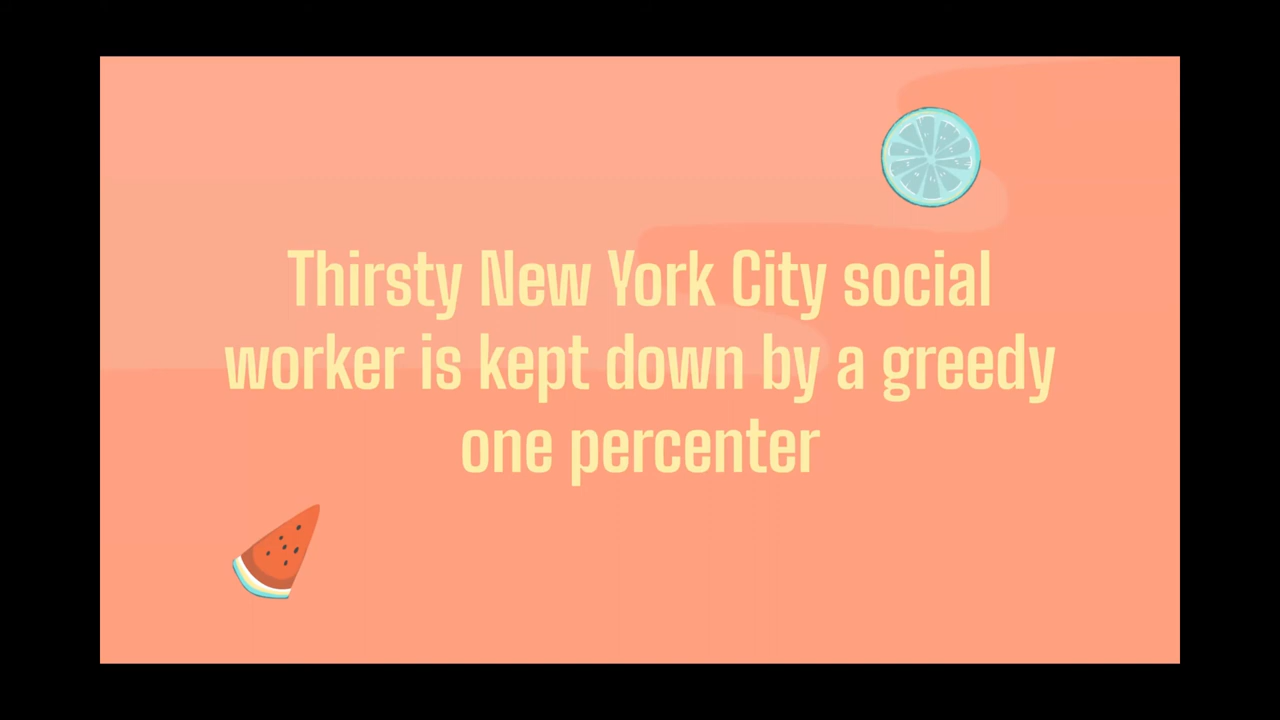 Thirsty New York City social
worker is kept down by a greedy
one percenter